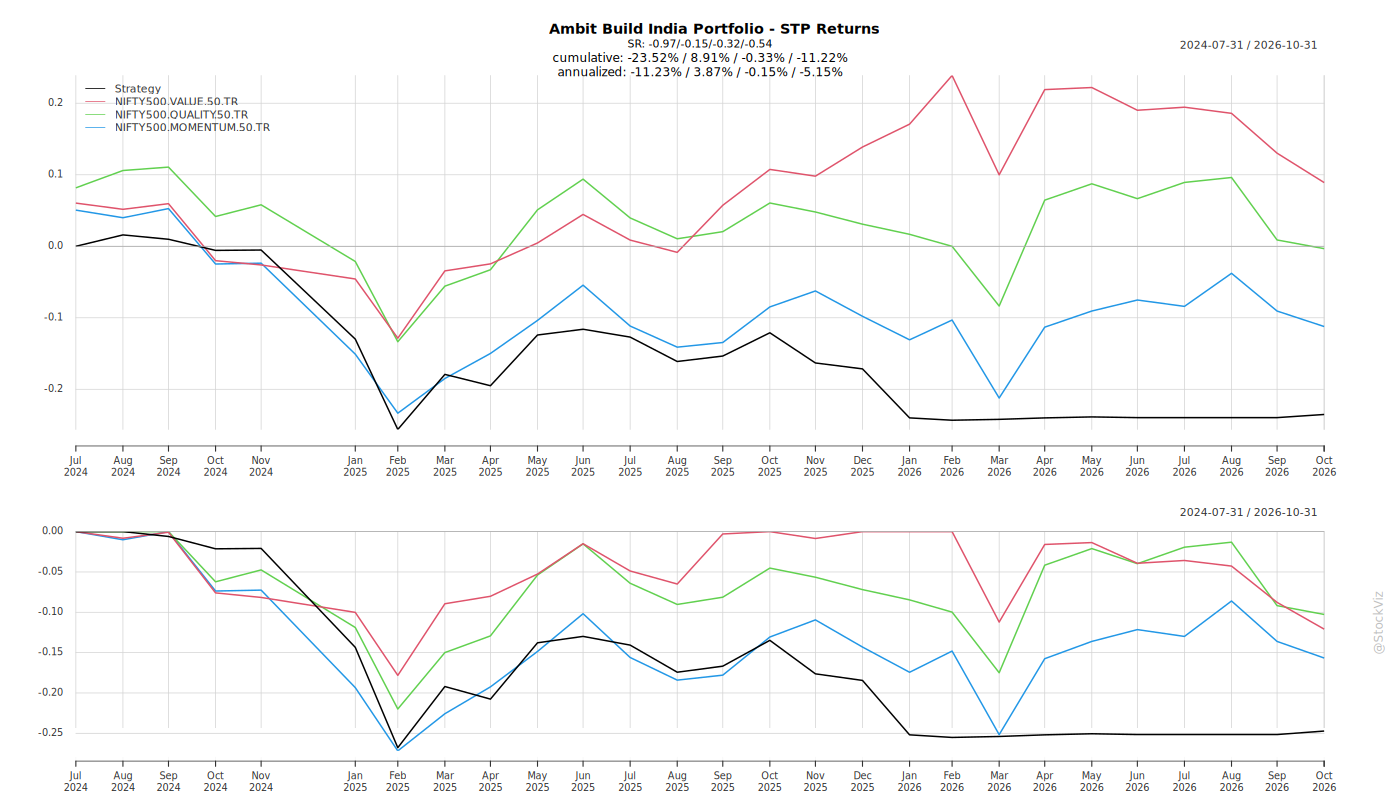 Ambit Build India Portfolio - STP Returns
SR: -0.97/-0.15/-0.32/-0.54
cumulative: -23.52% / 8.91% / -0.33% / -11.22%
annualized: -11.23% / 3.87% / -0.15% / -5.15%
2024-07-31 / 2026-10-31
Strategy
NIFTY500.VALUE.50.TR
NIFTY500.QUALITY.50.TR
NIFTY500.MOMENTUM.50.TR
0.2
0.1
0.0
-0.1
-0.2
Jul Aug Sep Oct Nov Jan Feb Mar Apr May Jun Jul Aug Sep Oct Nov Dec Jan Feb Mar Apr May Jun Jul Aug Sep Oct
2024 2024 2024 2024 2024 2025 2025 2025 2025 2025 2025 2025 2025 2025 2025 2025 2025 2026 2026 2026 2026 2026 2026 2026 2026 2026 2026
2024-07-31 / 2026-10-31
0.00
-0.05
-0.10
-0.15
-0.20
-0.25
Jul Aug Sep Oct Nov Jan Feb Mar Apr May Jun Jul Aug Sep Oct Nov Dec Jan Feb Mar Apr May Jun Jul Aug Sep Oct
2024 2024 2024 2024 2024 2025 2025 2025 2025 2025 2025 2025 2025 2025 2025 2025 2025 2026 2026 2026 2026 2026 2026 2026 2026 2026 2026
@StockViz